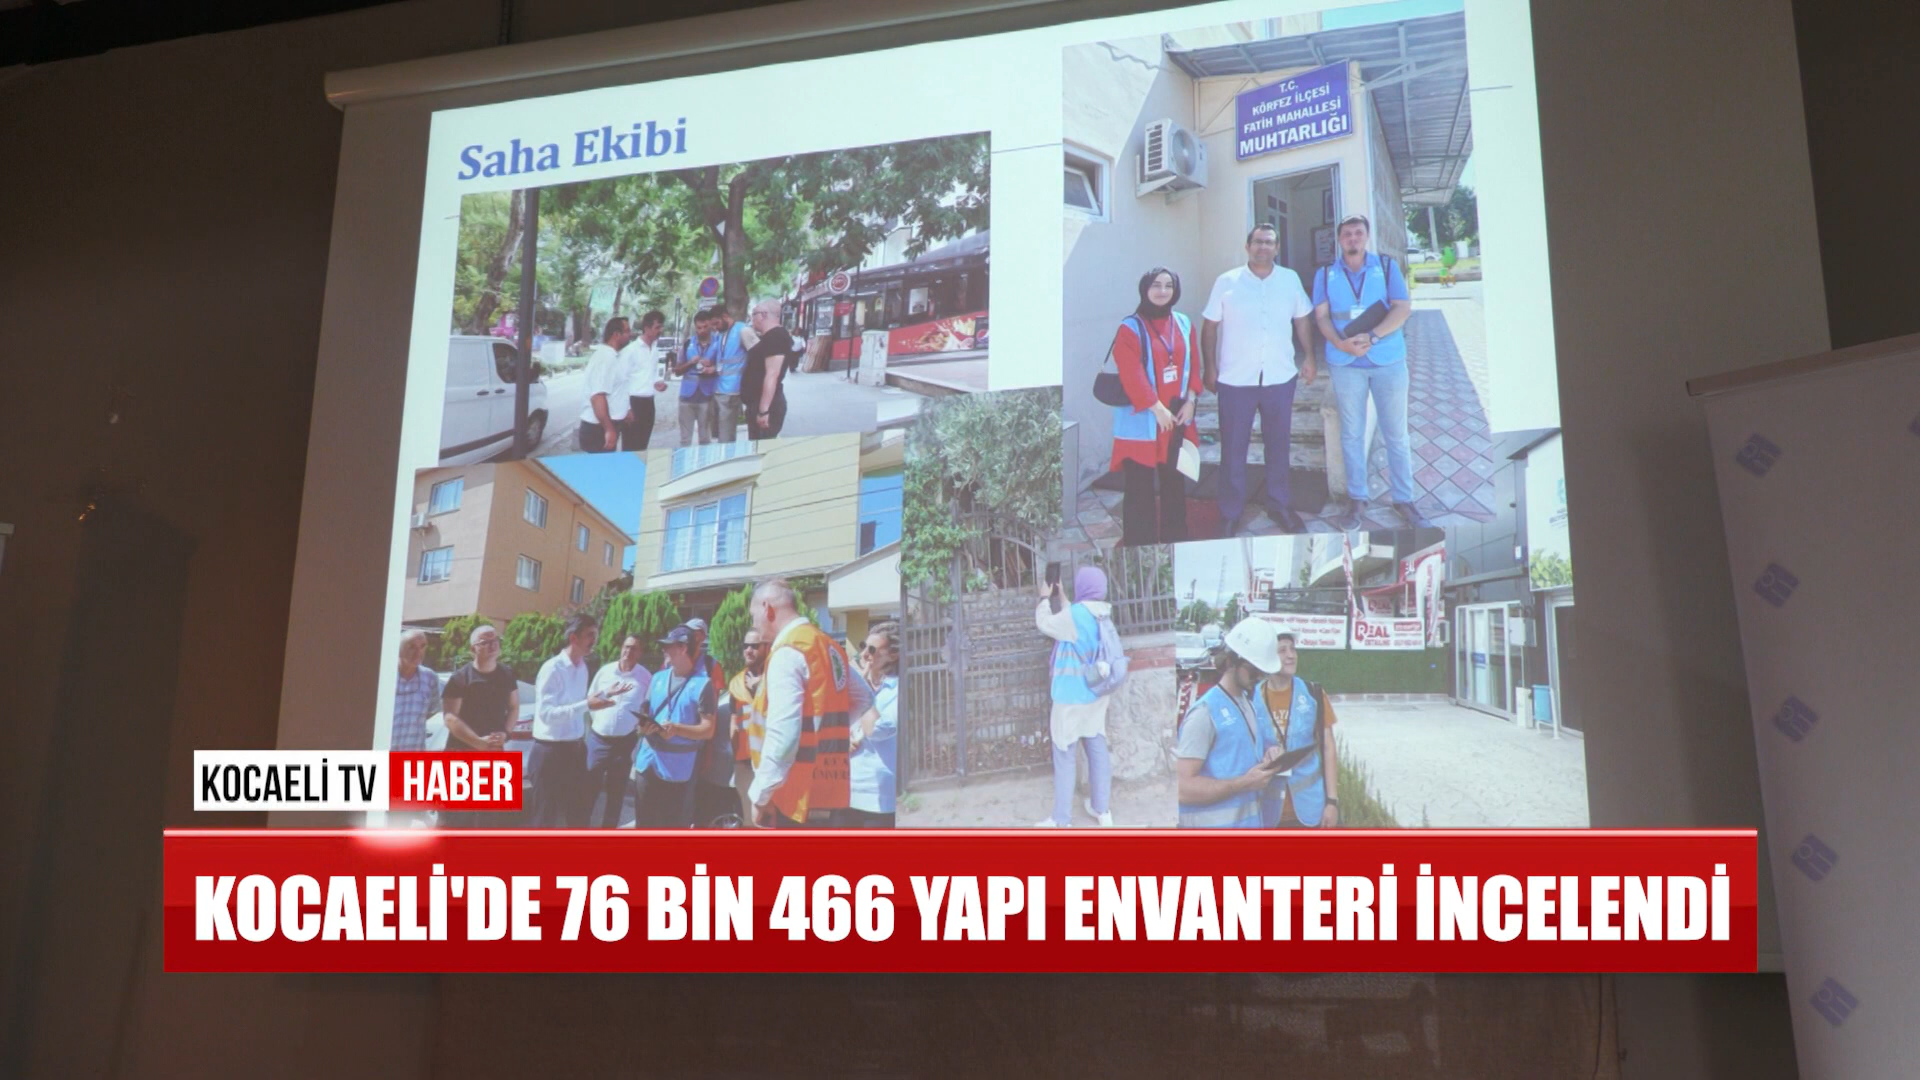 Saha Ekibi
T.C.
KÖRFEZ İLÇESİ
FATİH MAHALLESİ
MUHTARLIĞI
REAL
KOCAELİ TV HABER
KOCAELİ'DE 76 BİN 466 YAPI ENVANTERİ İNCELENDİ